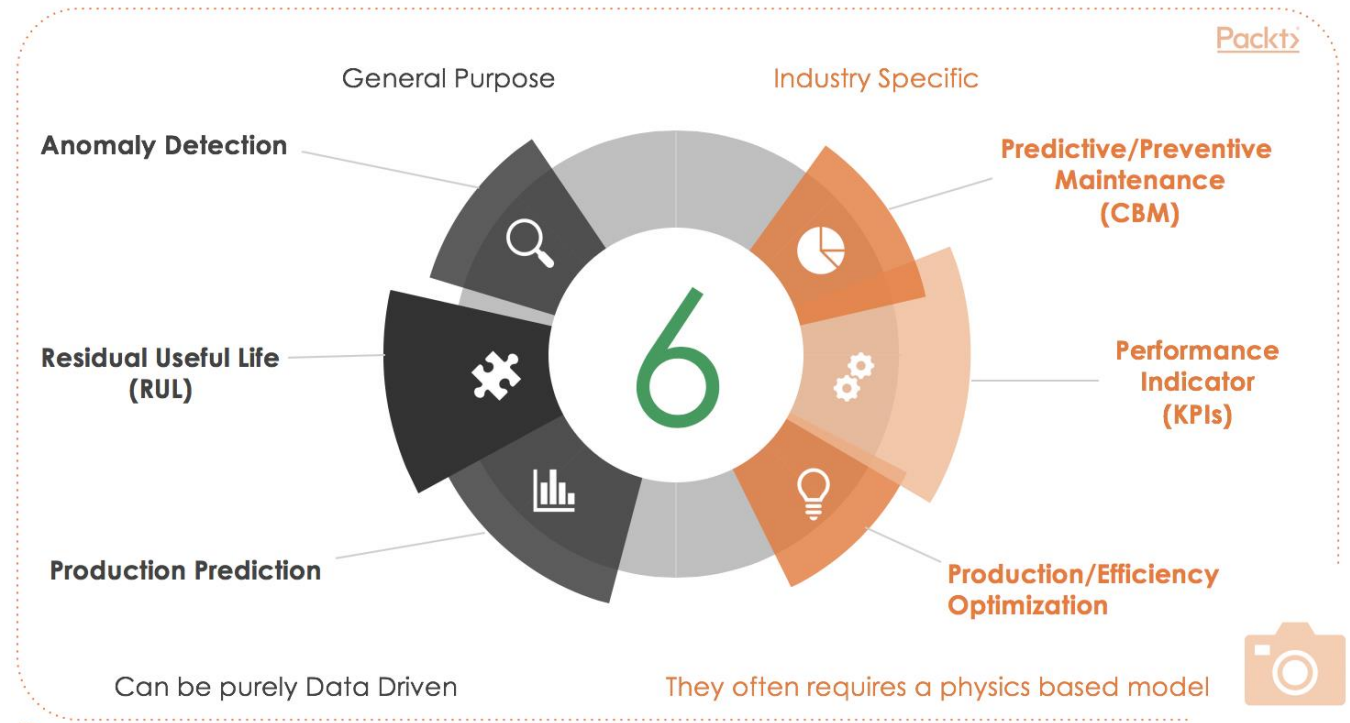 Packt>
General Purpose
Industry Specific
Anomaly Detection
Predictive/Preventive
Maintenance
(CBM)
6
Residual Useful Life
(RUL)
Performance
Indicator
(KPIs)
Production Prediction
Production/Efficiency
Optimization
Can be purely Data Driven
They often requires a physics based model